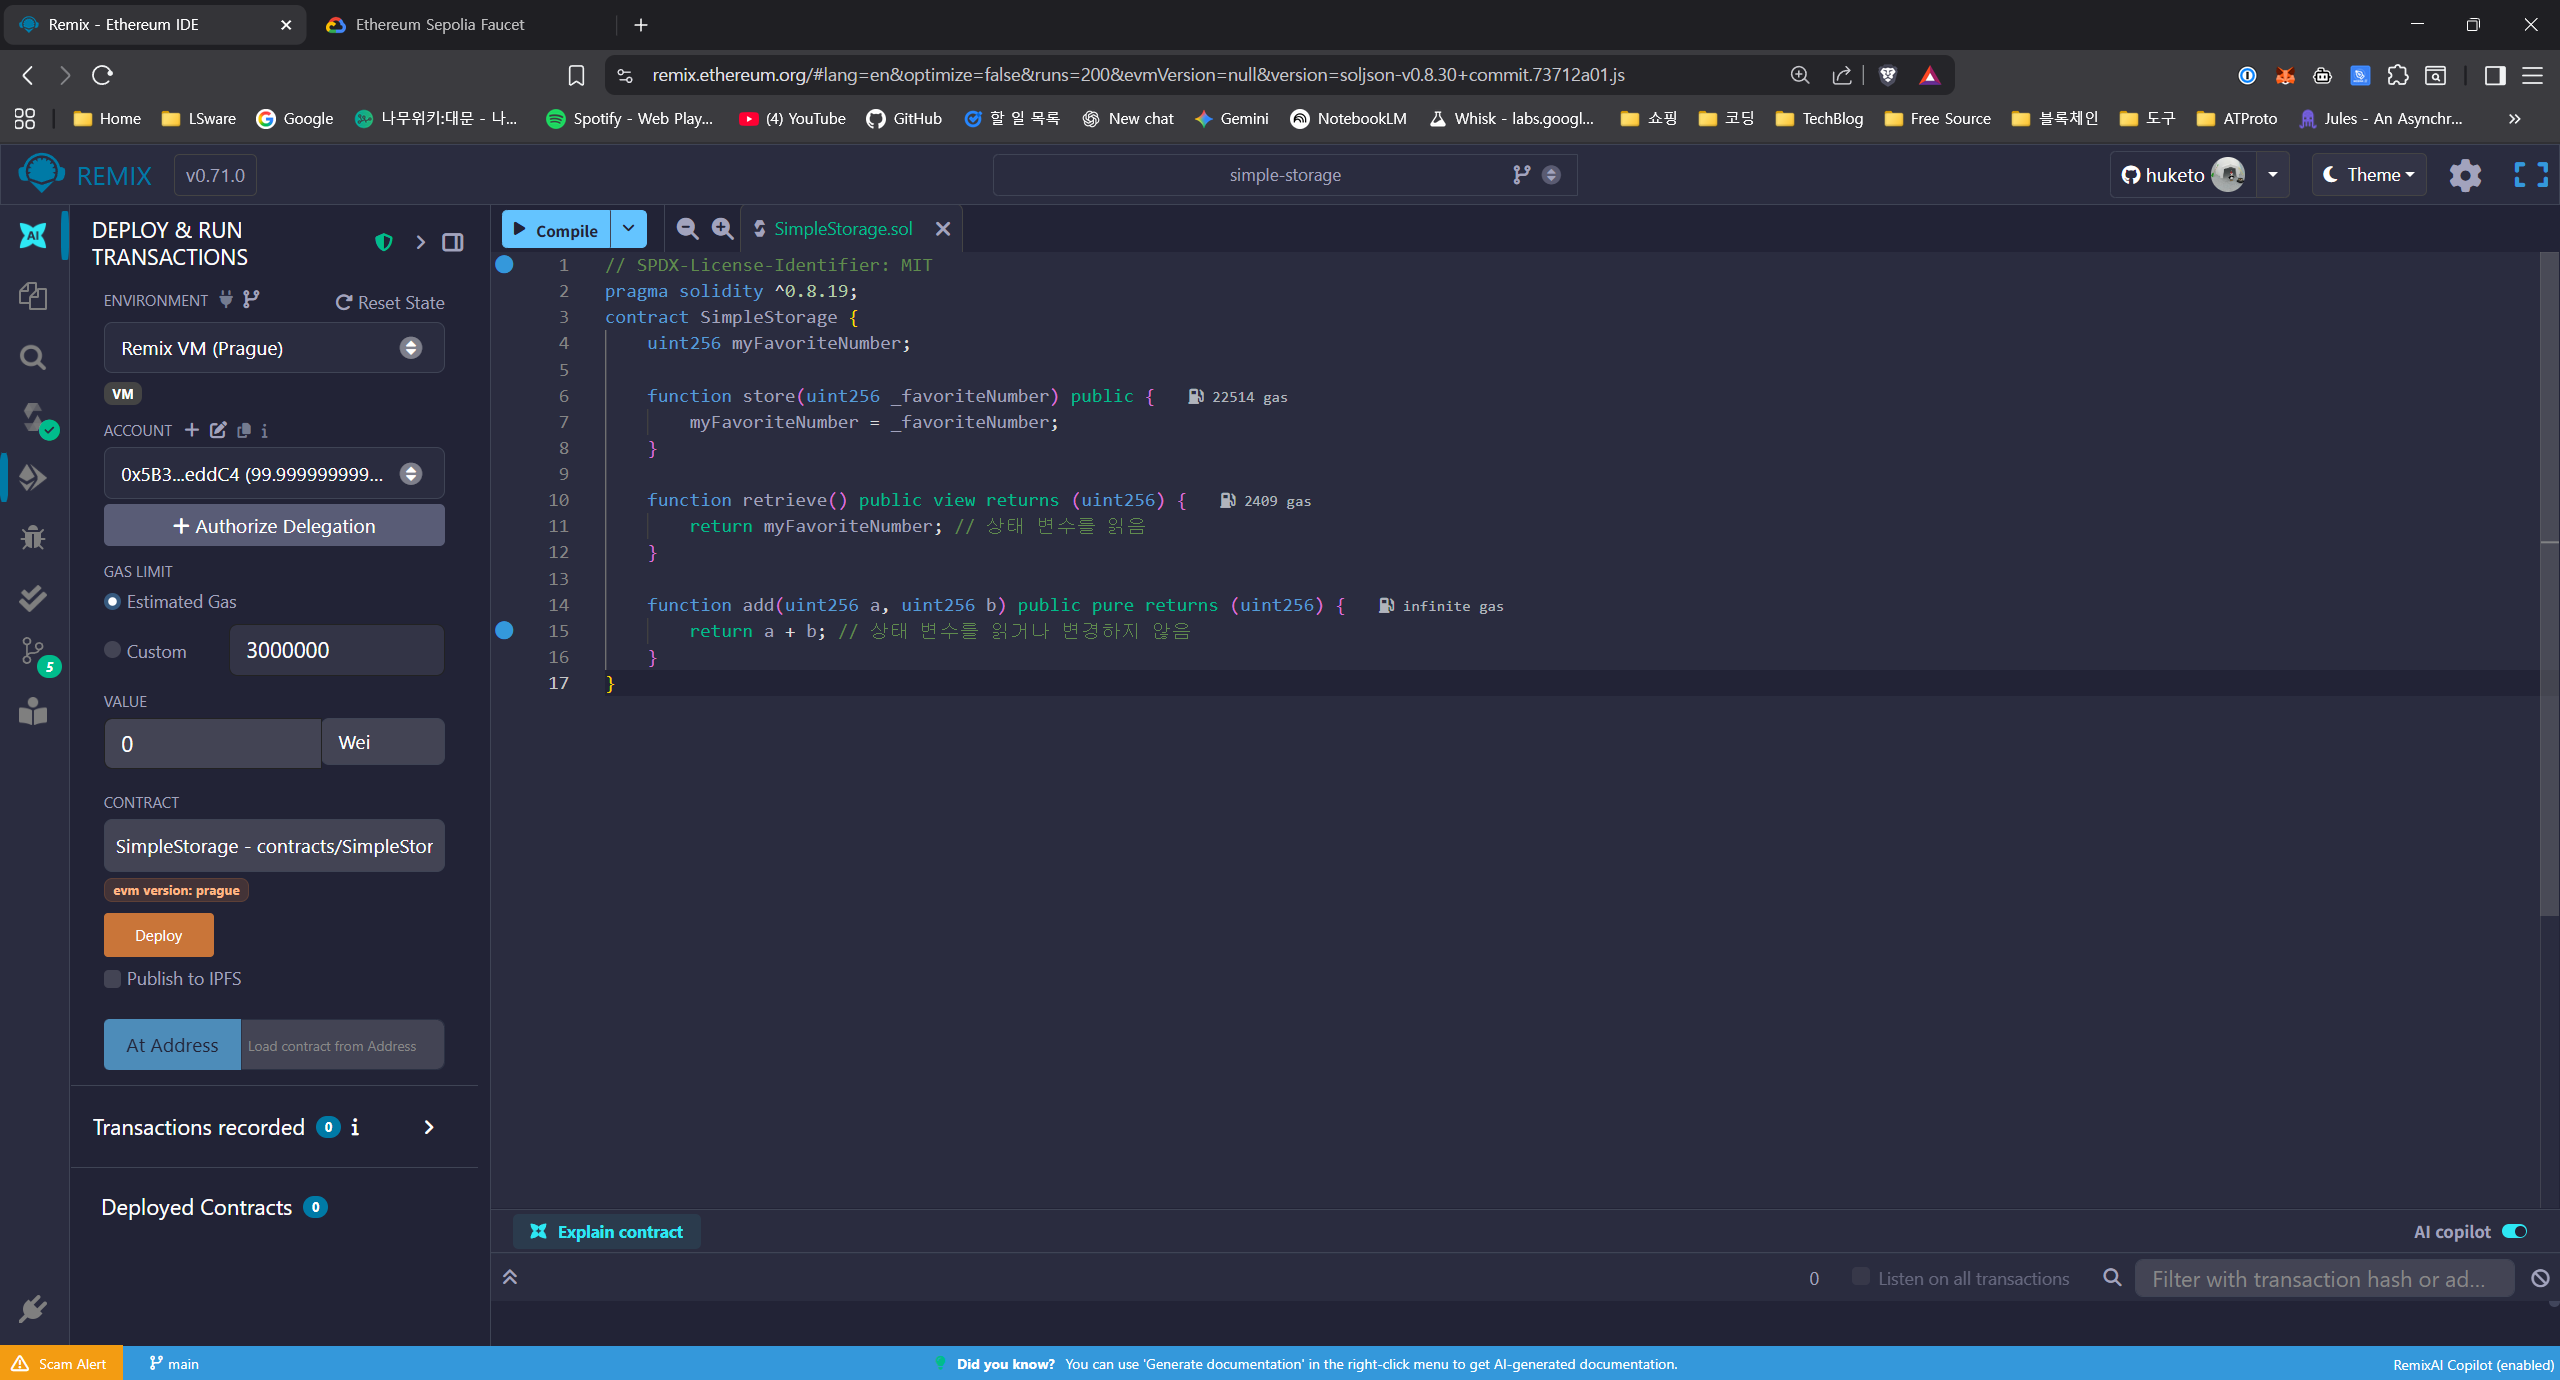 Remix - Ethereum IDE
Ethereum Sepolia Faucet
remix.ethereum.org/#lang=en&optimize=false&runs=200&evmVersion=null&version=soljson-v0.8.30+commit.73712a01.js
Home
LSware
Google
나무위키:대문 - 나...
Spotify - Web Play...
(4) YouTube
GitHub
할 일 목록
New chat
Gemini
NotebookLM
Whisk - labs.googl...
쇼핑
코딩
TechBlog
Free Source
블록체인
도구
ATProto
Jules - An Asynchr...
REMIX
v0.71.0
simple-storage
huketo
Theme
AI
5
DEPLOY & RUN
TRANSACTIONS
ENVIRONMENT
Reset State
Remix VM (Prague)
VM
ACCOUNT
0x5B3...eddC4 (99.999999999...
Authorize Delegation
GAS LIMIT
Estimated Gas
Custom
3000000
VALUE
0
Wei
CONTRACT
SimpleStorage - contracts/SimpleStor
evm version: prague
Deploy
Publish to IPFS
At Address
Load contract from Address
Transactions recorded 0
Deployed Contracts 0
Compile
SimpleStorage.sol
1 // SPDX-License-Identifier: MIT
2 pragma solidity ^0.8.19;
3 contract SimpleStorage {
4 uint256 myFavoriteNumber;
5
6 function store(uint256 _favoriteNumber) public { 22514 gas
7 myFavoriteNumber = _favoriteNumber;
8 }
9
10 function retrieve() public view returns (uint256) { 2409 gas
11 return myFavoriteNumber; // 상태 변수를 읽음
12 }
13
14 function add(uint256 a, uint256 b) public pure returns (uint256) { infinite gas
15 return a + b; // 상태 변수를 읽거나 변경하지 않음
16 }
17 }
Explain contract
AI copilot
0
Listen on all transactions
Filter with transaction hash or ad...
Scam Alert
main
Did you know? You can use 'Generate documentation' in the right-click menu to get AI-generated documentation.
RemixAI Copilot (enabled)